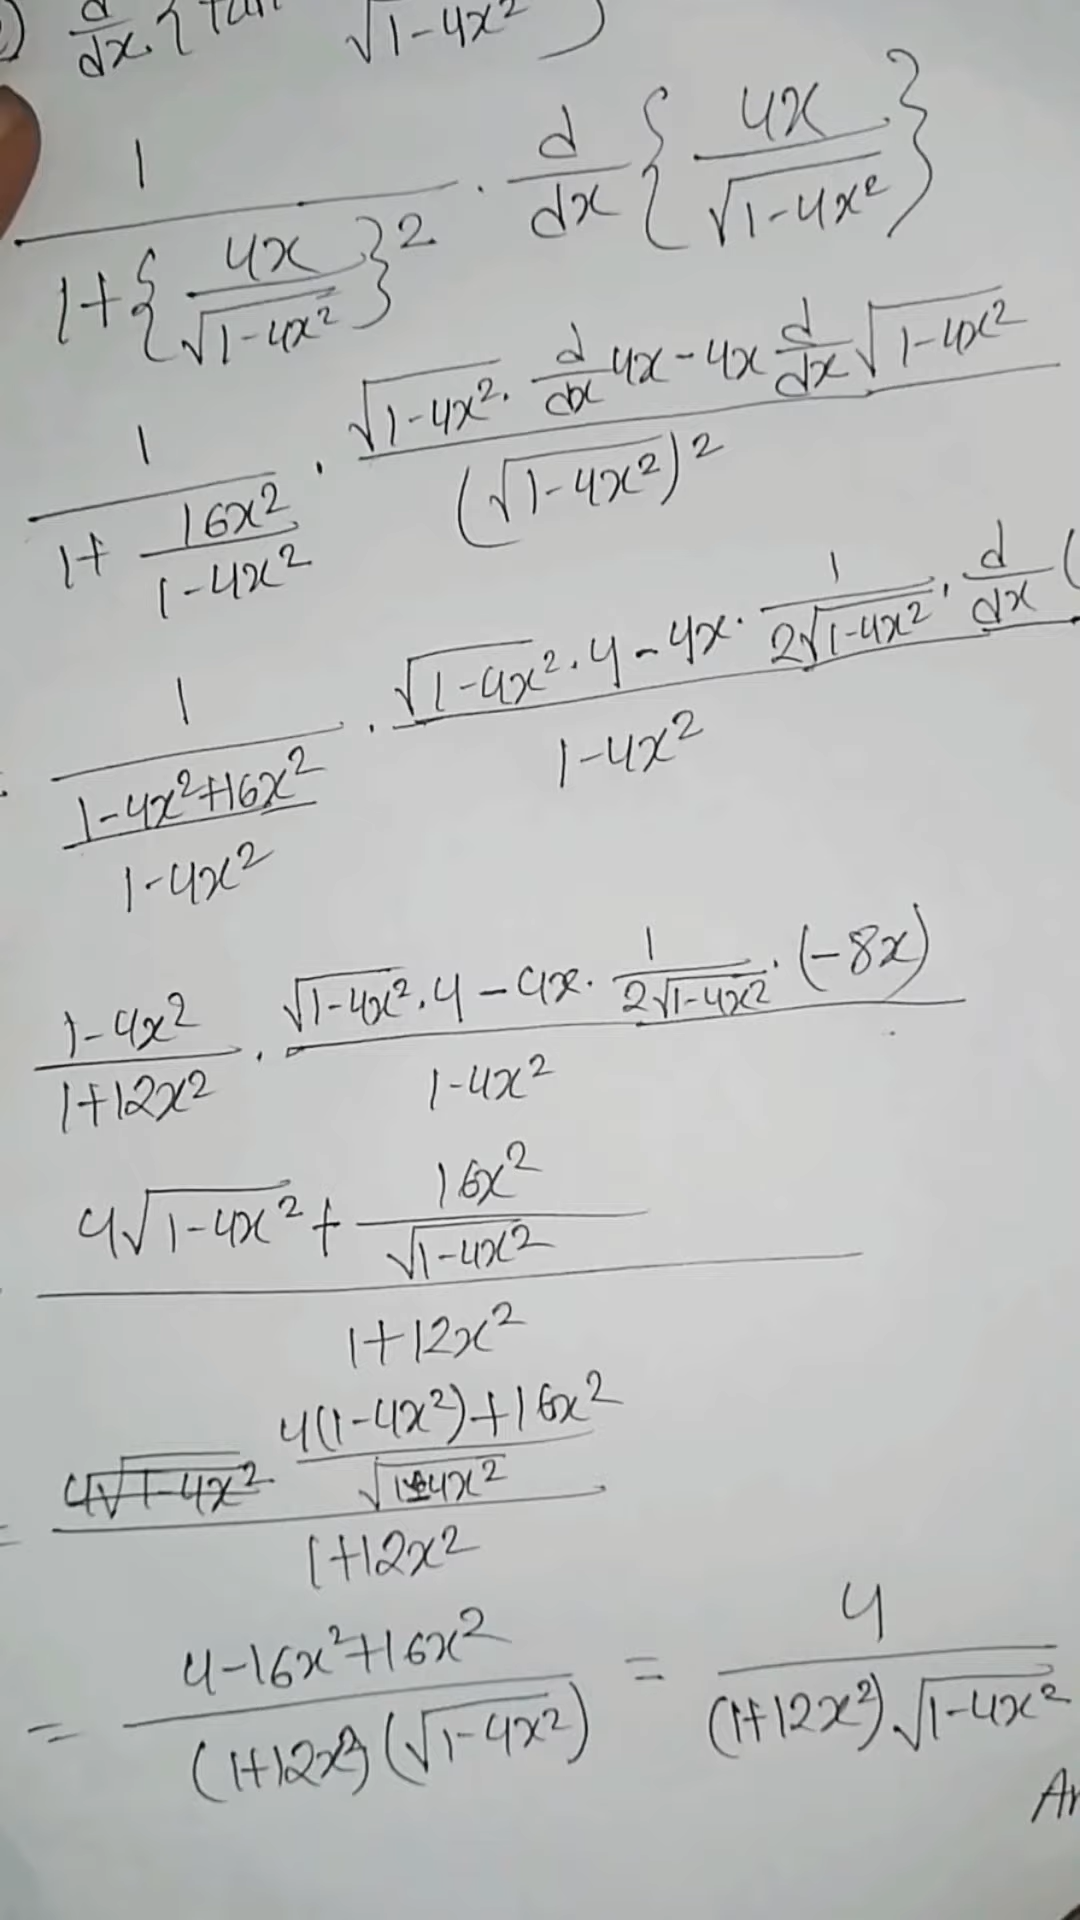 d/dx {tan √(1-4x²)
1/(1+{4x/√(1-4x²)}²) · d/dx {4x/√(1-4x²)}
1/(1+ 16x²/(1-4x²)) · (√(1-4x²) · d/dx 4x - 4x d/dx √(1-4x²))/(√(1-4x²))²
1/((1-4x²+16x²)/(1-4x²)) · (√(1-4x²) · 4 - 4x · 1/(2√(1-4x²)) · d/dx ()/(1-4x²)
(1-4x²)/(1+12x²) · (√(1-4x²) · 4 - 4x · 1/(2√(1-4x²)) · (-8x))/(1-4x²)
(4√(1-4x²) + 16x²/√(1-4x²))/(1+12x²)
= (4√(1-4x²) (4(1-4x²)+16x²)/√(1-4x²))/(1+12x²)
= (4-16x²+16x²)/((1+12x²)(√(1-4x²))) = 4/((1+12x²)√(1-4x²))